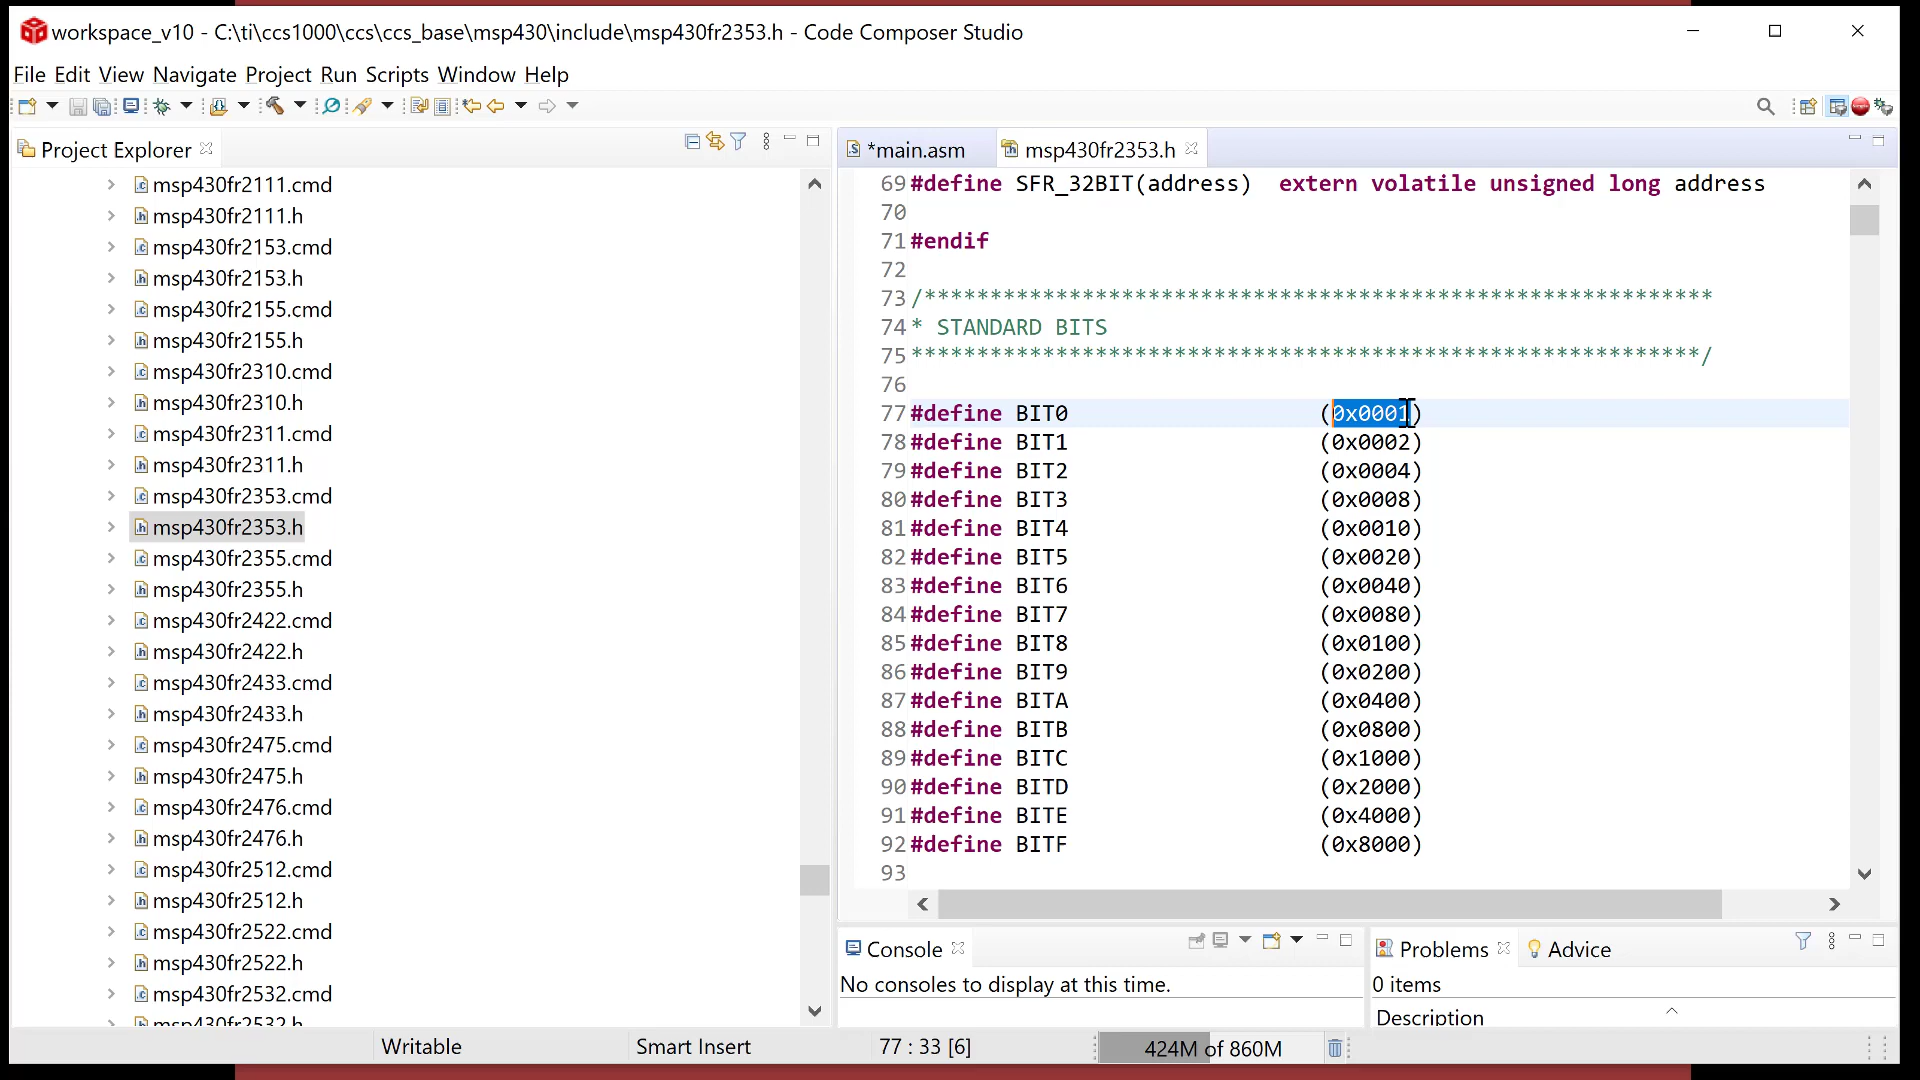 workspace_v10 - C:\ti\ccs1000\ccs\ccs_base\msp430\include\msp430fr2353.h - Code Composer Studio
File Edit View Navigate Project Run Scripts Window Help
Project Explorer
msp430fr2111.cmd
msp430fr2111.h
msp430fr2153.cmd
msp430fr2153.h
msp430fr2155.cmd
msp430fr2155.h
msp430fr2310.cmd
msp430fr2310.h
msp430fr2311.cmd
msp430fr2311.h
msp430fr2353.cmd
msp430fr2353.h
msp430fr2355.cmd
msp430fr2355.h
msp430fr2422.cmd
msp430fr2422.h
msp430fr2433.cmd
msp430fr2433.h
msp430fr2475.cmd
msp430fr2475.h
msp430fr2476.cmd
msp430fr2476.h
msp430fr2512.cmd
msp430fr2512.h
msp430fr2522.cmd
msp430fr2522.h
msp430fr2532.cmd
msp430fr2532.h
*main.asm msp430fr2353.h
69 #define SFR_32BIT(address) extern volatile unsigned long address
70
71 #endif
72
73 /************************************************************
74 * STANDARD BITS
75 ************************************************************/
76
77 #define BIT0 (0x0001)
78 #define BIT1 (0x0002)
79 #define BIT2 (0x0004)
80 #define BIT3 (0x0008)
81 #define BIT4 (0x0010)
82 #define BIT5 (0x0020)
83 #define BIT6 (0x0040)
84 #define BIT7 (0x0080)
85 #define BIT8 (0x0100)
86 #define BIT9 (0x0200)
87 #define BITA (0x0400)
88 #define BITB (0x0800)
89 #define BITC (0x1000)
90 #define BITD (0x2000)
91 #define BITE (0x4000)
92 #define BITF (0x8000)
93
Console
No consoles to display at this time.
Problems Advice
0 items
Description
Writable Smart Insert 77 : 33 [6] 424M of 860M